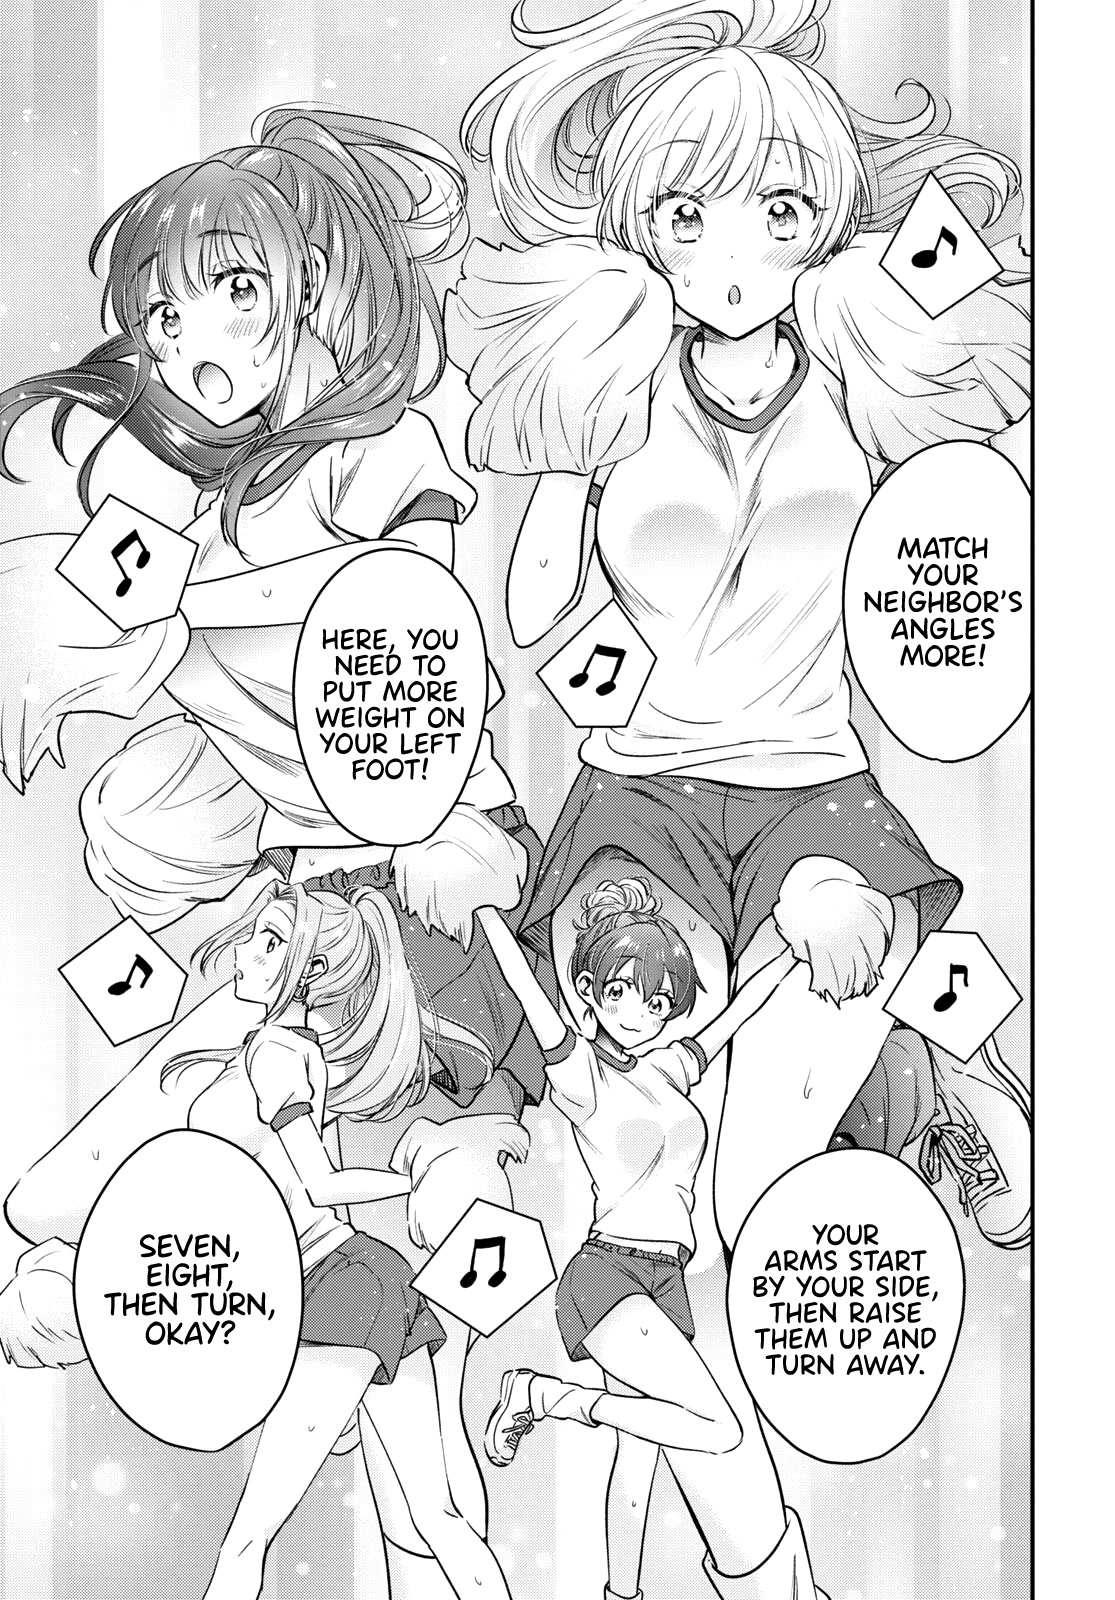 MATCH
YOUR
NEIGHBOR'S
ANGLES
MORE!
HERE, YOU
NEED TO
PUT MORE
WEIGHT ON
YOUR LEFT
FOOT!
YOUR
ARMS START
BY YOUR SIDE,
THEN RAISE
THEM UP AND
TURN AWAY.
SEVEN,
EIGHT,
THEN TURN,
OKAY?